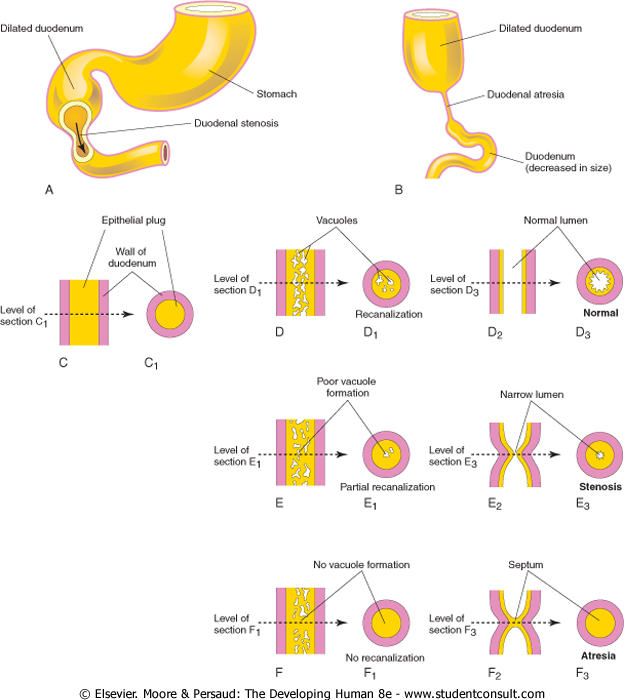 Dilated duodenum
Stomach
Duodenal stenosis
A
Dilated duodenum
Duodenal atresia
Duodenum
(decreased in size)
B
Epithelial plug
Wall of
duodenum
Level of
section C1
C
C1
Vacuoles
Level of
section D1
Recanalization
D
D1
Normal lumen
Level of
section D3
Normal
D2
D3
Poor vacuole
formation
Level of
section E1
Partial recanalization
E
E1
Narrow lumen
Level of
section E3
Stenosis
E2
E3
No vacuole formation
Level of
section F1
No recanalization
F
F1
Septum
Level of
section F3
Atresia
F2
F3
© Elsevier. Moore & Persaud: The Developing Human 8e - www.studentconsult.com